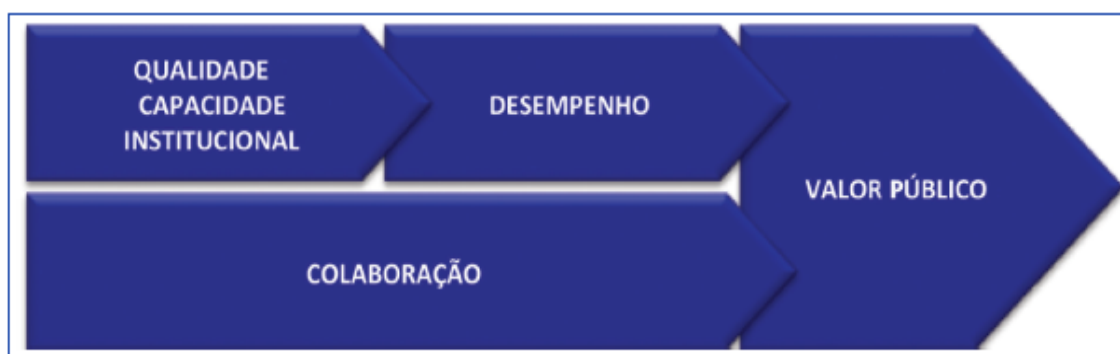 QUALIDADE
CAPACIDADE
INSTITUCIONAL
DESEMPENHO
VALOR PÚBLICO
COLABORAÇÃO